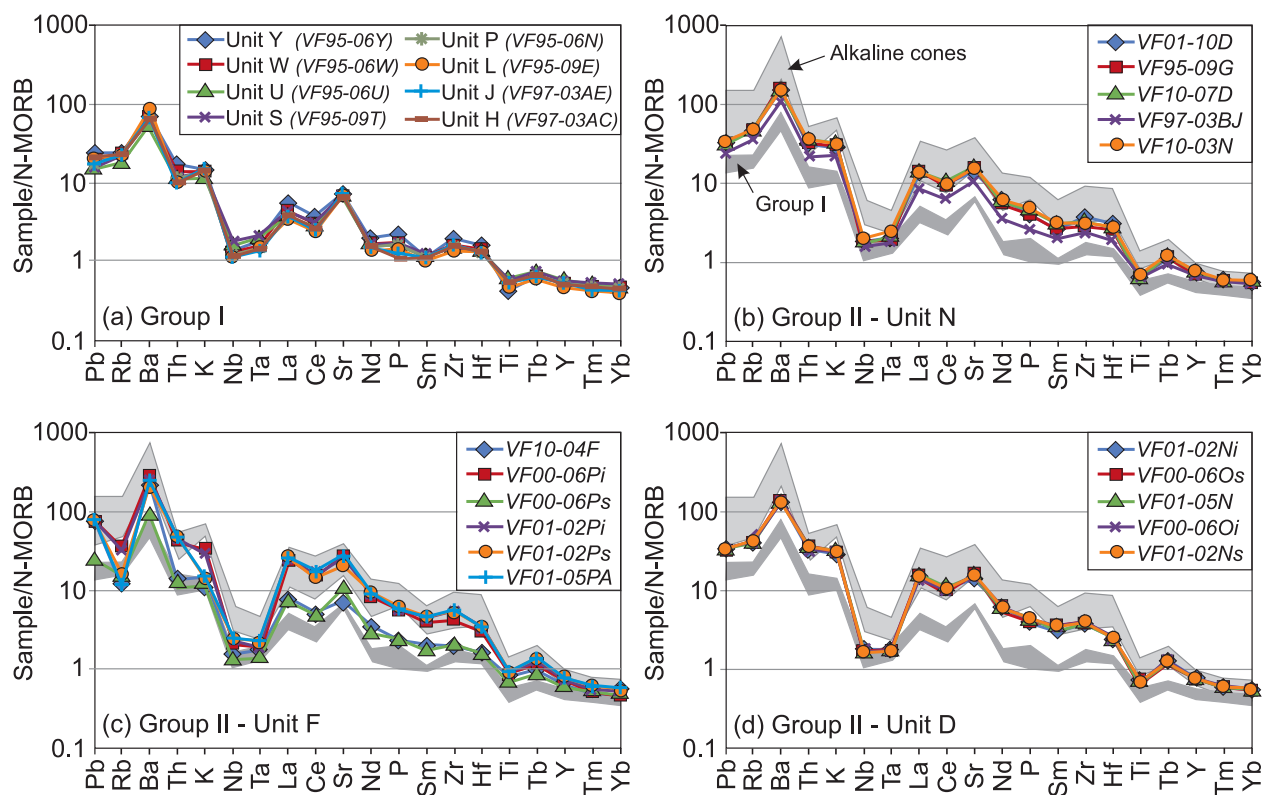 1000
100
10
1
0.1
Sample/N-MORB
Unit Y (VF95-06Y)
Unit W (VF95-06W)
Unit U (VF95-06U)
Unit S (VF95-09T)
Unit P (VF95-06N)
Unit L (VF95-09E)
Unit J (VF97-03AE)
Unit H (VF97-03AC)
(a) Group I
Pb Rb Ba Th K Nb Ta La Ce Sr Nd P Sm Zr Hf Ti Tb Y Tm Yb
1000
100
10
1
0.1
Sample/N-MORB
Alkaline cones
Group I
VF01-10D
VF95-09G
VF10-07D
VF97-03BJ
VF10-03N
(b) Group II - Unit N
Pb Rb Ba Th K Nb Ta La Ce Sr Nd P Sm Zr Hf Ti Tb Y Tm Yb
1000
100
10
1
0.1
Sample/N-MORB
VF10-04F
VF00-06Pi
VF00-06Ps
VF01-02Pi
VF01-02Ps
VF01-05PA
(c) Group II - Unit F
Pb Rb Ba Th K Nb Ta La Ce Sr Nd P Sm Zr Hf Ti Tb Y Tm Yb
1000
100
10
1
0.1
Sample/N-MORB
VF01-02Ni
VF00-06Os
VF01-05N
VF00-06Oi
VF01-02Ns
(d) Group II - Unit D
Pb Rb Ba Th K Nb Ta La Ce Sr Nd P Sm Zr Hf Ti Tb Y Tm Yb